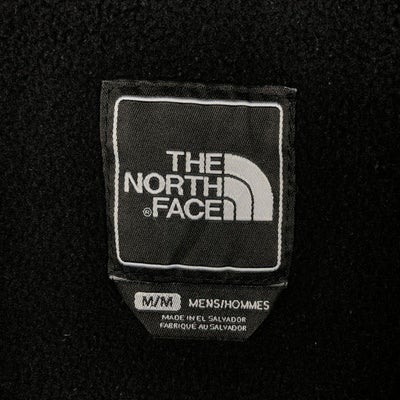 THE
NORTH
®FACE
M/M MENS/HOMMES
MADE IN EL SALVADOR
FABRIQUÉ AU SALVADOR